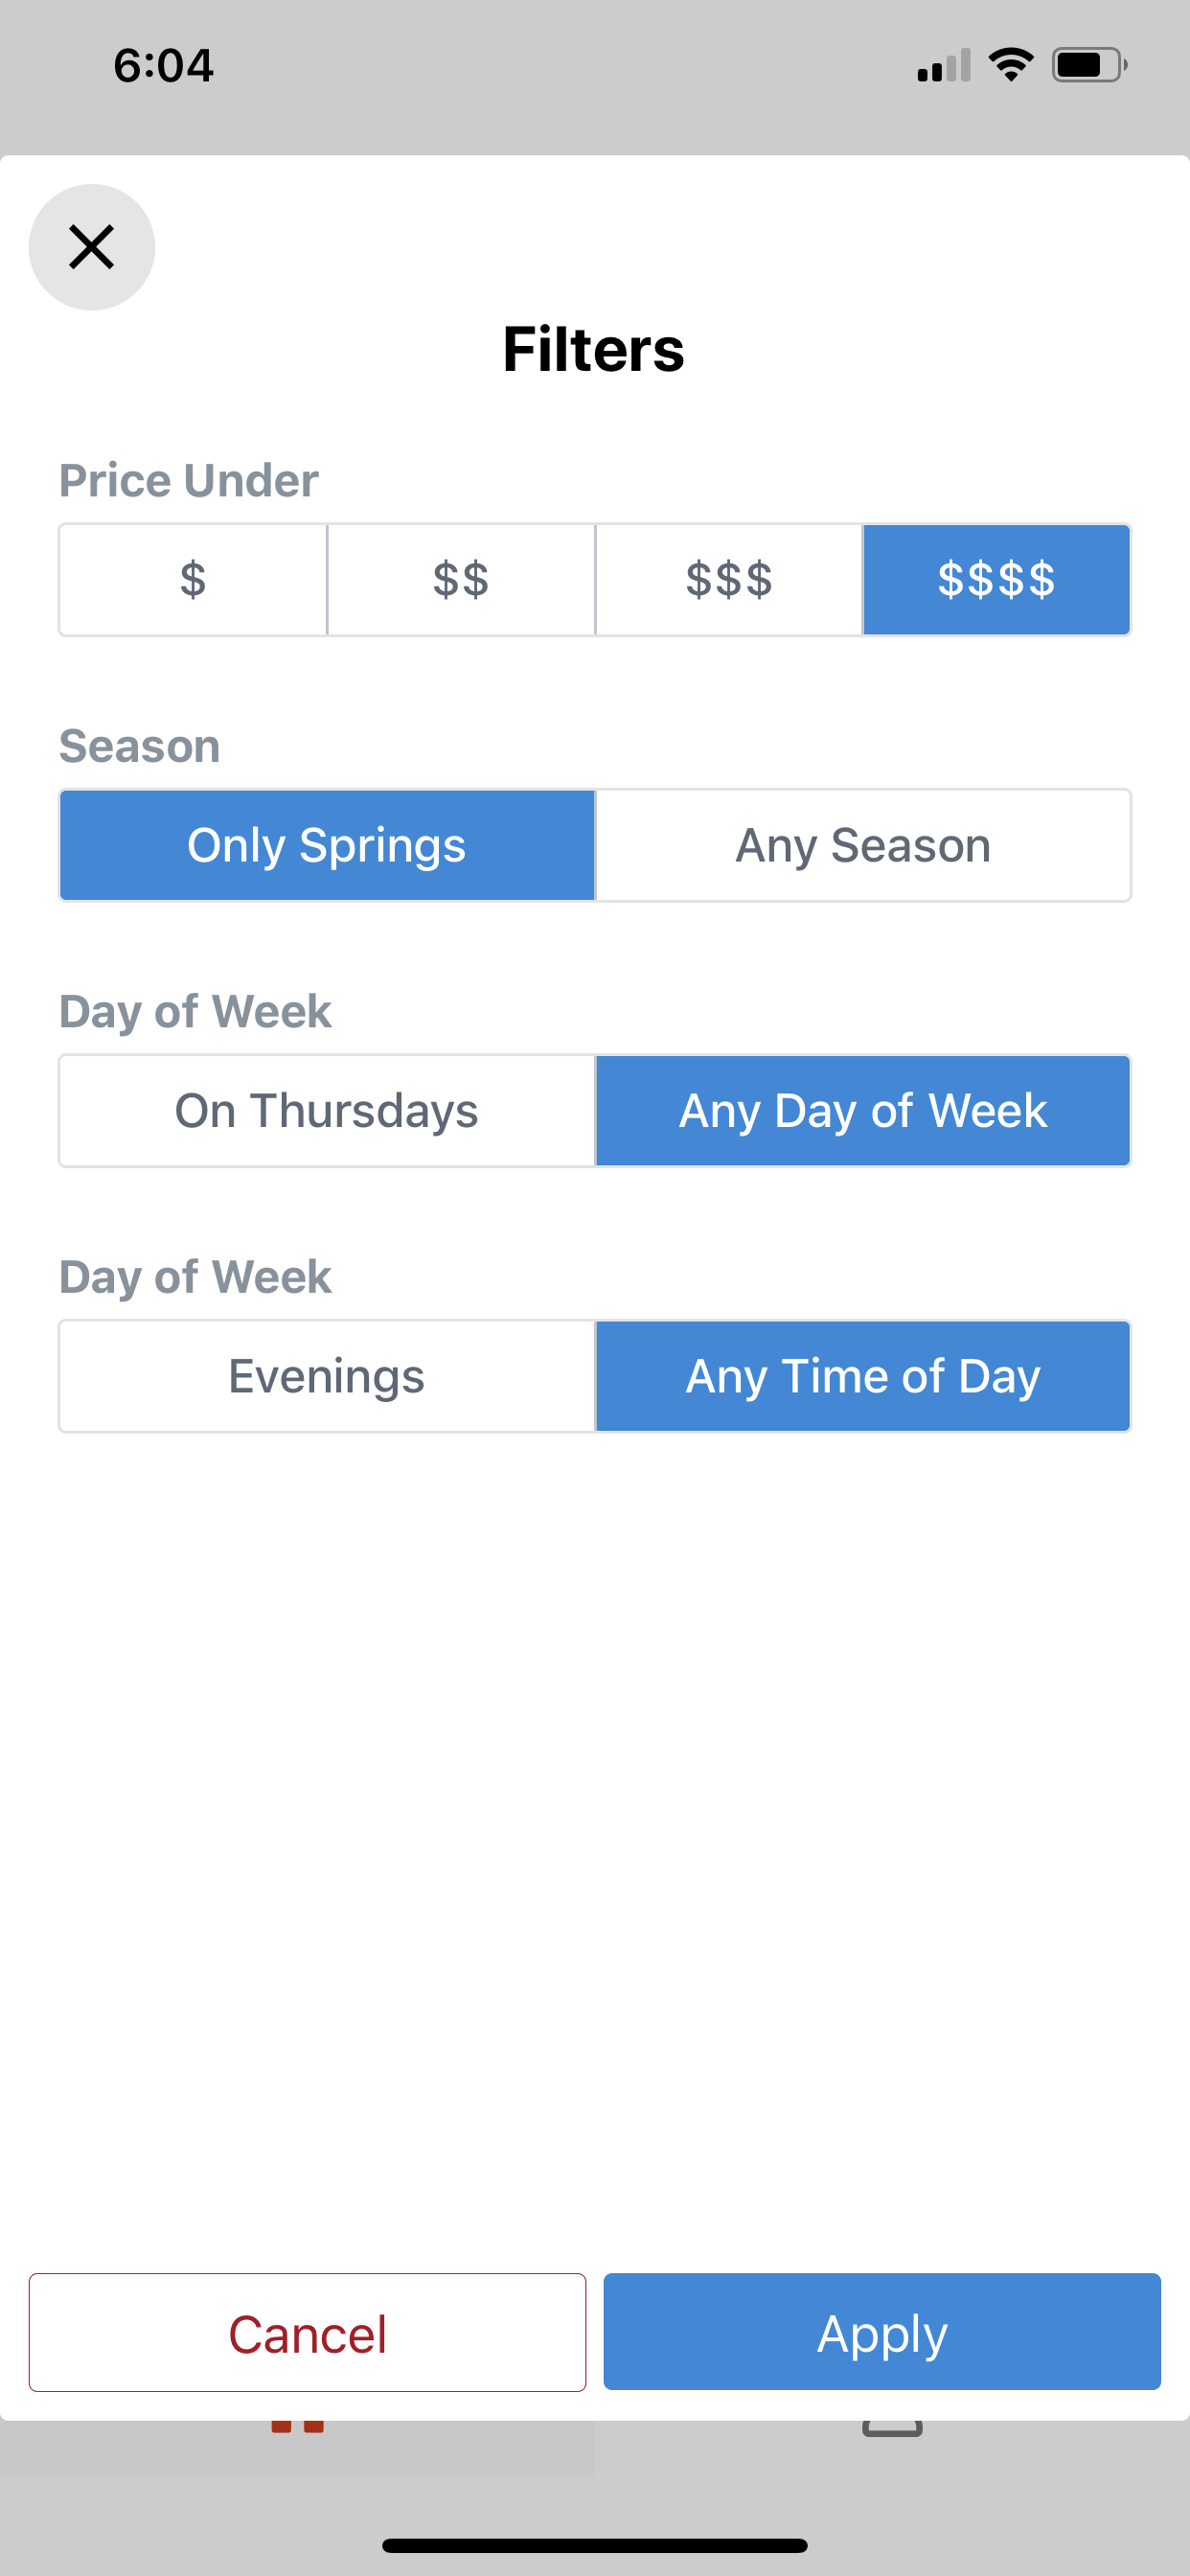 6:04
Filters
Price Under
$ $$ $$$ $$$$
Season
Only Springs Any Season
Day of Week
On Thursdays Any Day of Week
Day of Week
Evenings Any Time of Day
Cancel Apply